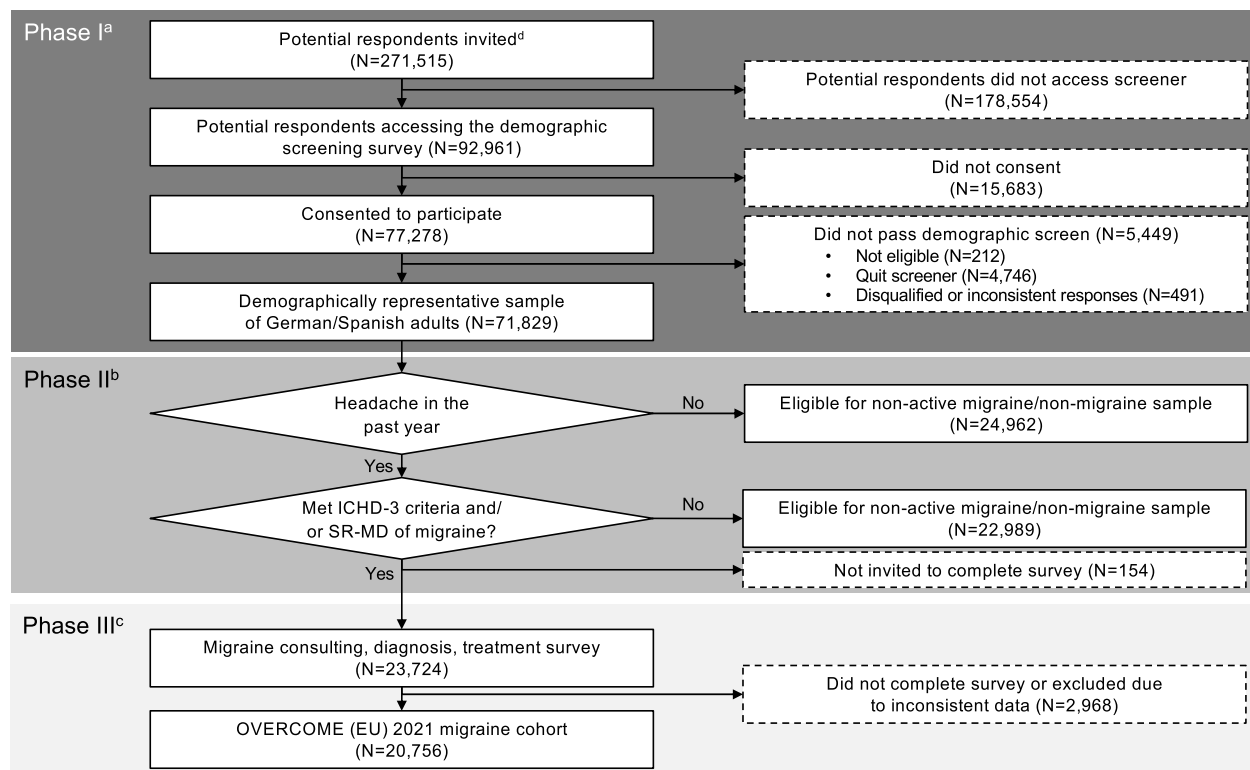 Phase Iᵃ
Potential respondents invitedᵈ
(N=271,515)
Potential respondents did not access screener
(N=178,554)
Potential respondents accessing the demographic
screening survey (N=92,961)
Did not consent
(N=15,683)
Consented to participate
(N=77,278)
Did not pass demographic screen (N=5,449)
• Not eligible (N=212)
• Quit screener (N=4,746)
• Disqualified or inconsistent responses (N=491)
Demographically representative sample
of German/Spanish adults (N=71,829)
Phase IIᵇ
Headache in the
past year
No
Eligible for non-active migraine/non-migraine sample
(N=24,962)
Yes
Met ICHD-3 criteria and/
or SR-MD of migraine?
No
Eligible for non-active migraine/non-migraine sample
(N=22,989)
Yes
Not invited to complete survey (N=154)
Phase IIIᶜ
Migraine consulting, diagnosis, treatment survey
(N=23,724)
Did not complete survey or excluded due
to inconsistent data (N=2,968)
OVERCOME (EU) 2021 migraine cohort
(N=20,756)